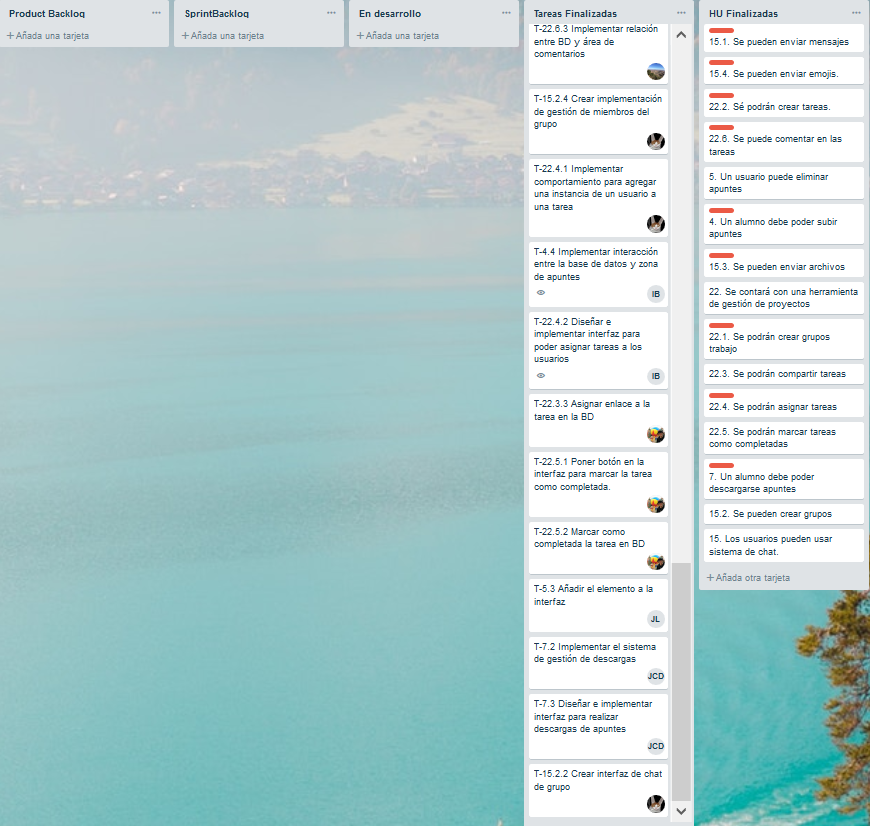 Product Backlog
+ Añada una tarjeta
SprintBacklog
+ Añada una tarjeta
En desarrollo
+ Añada una tarjeta
Tareas Finalizadas
T-22.6.3 Implementar relación
entre BD y área de
comentarios
T-15.2.4 Crear implementación
de gestión de miembros del
grupo
T-22.4.1 Implementar
comportamiento para agregar
una instancia de un usuario a
una tarea
T-4.4 Implementar interacción
entre la base de datos y zona
de apuntes
IB
T-22.4.2 Diseñar e
implementar interfaz para
poder asignar tareas a los
usuarios
IB
T-22.3.3 Asignar enlace a la
tarea en la BD
T-22.5.1 Poner botón en la
interfaz para marcar la tarea
como completada.
T-22.5.2 Marcar como
completada la tarea en BD
T-5.3 Añadir el elemento a la
interfaz
JL
T-7.2 Implementar el sistema
de gestión de descargas
JCD
T-7.3 Diseñar e implementar
interfaz para realizar
descargas de apuntes
JCD
T-15.2.2 Crear interfaz de chat
de grupo
HU Finalizadas
15.1. Se pueden enviar mensajes
15.4. Se pueden enviar emojis.
22.2. Sé podrán crear tareas.
22.6. Se puede comentar en las
tareas
5. Un usuario puede eliminar
apuntes
4. Un alumno debe poder subir
apuntes
15.3. Se pueden enviar archivos
22. Se contará con una herramienta
de gestión de proyectos
22.1. Se podrán crear grupos
trabajo
22.3. Se podrán compartir tareas
22.4. Se podrán asignar tareas
22.5. Se podrán marcar tareas
como completadas
7. Un alumno debe poder
descargarse apuntes
15.2. Se pueden crear grupos
15. Los usuarios pueden usar
sistema de chat.
+ Añada otra tarjeta